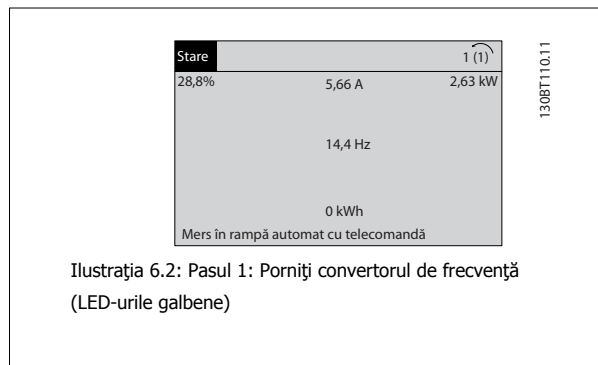 Stare 1 (1)
28,8% 5,66 A 2,63 kW
14,4 Hz
0 kWh
Mers în rampă automat cu telecomandă
130BT110.11
Ilustraţia 6.2: Pasul 1: Porniţi convertorul de frecvenţă
(LED-urile galbene)